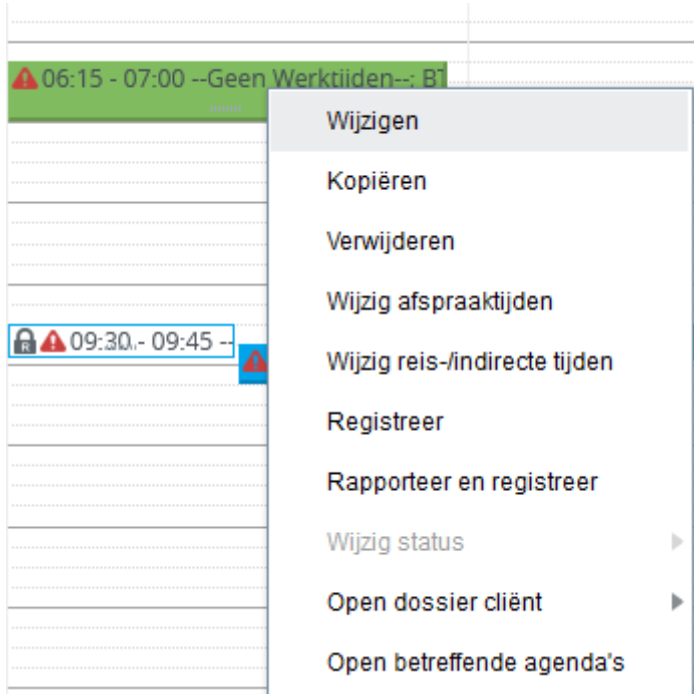 06:15 - 07:00 --Geen Werktijden--: BT
Wijzigen
Kopiëren
Verwijderen
Wijzig afspraaktijden
R 09:30 - 09:45 --
Wijzig reis-/indirecte tijden
Registreer
Rapporteer en registreer
Wijzig status
Open dossier cliënt
Open betreffende agenda's